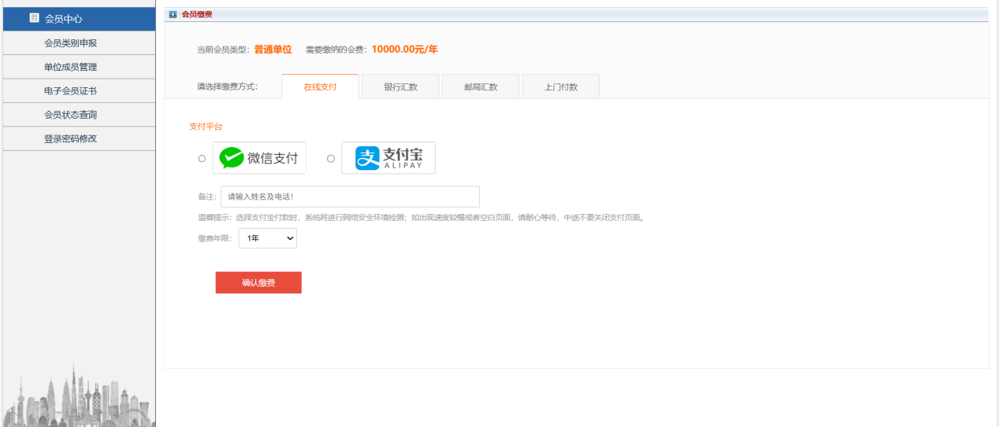 会员中心
会员类别申报
单位成员管理
电子会员证书
会员状态查询
登录密码修改
会员缴费
当前会员类型：普通单位 需要缴纳的会费：10000.00元/年
请选择缴费方式： 在线支付 银行汇款 邮局汇款 上门付款
支付平台
微信支付 支付宝
ALIPAY
备注： 请输入姓名及电话！
温馨提示：选择支付宝付款时，系统将进行网络安全环境检测；如出现速度较慢或者空白页面，请耐心等待，中途不要关闭支付页面。
缴费年限： 1年
确认缴费